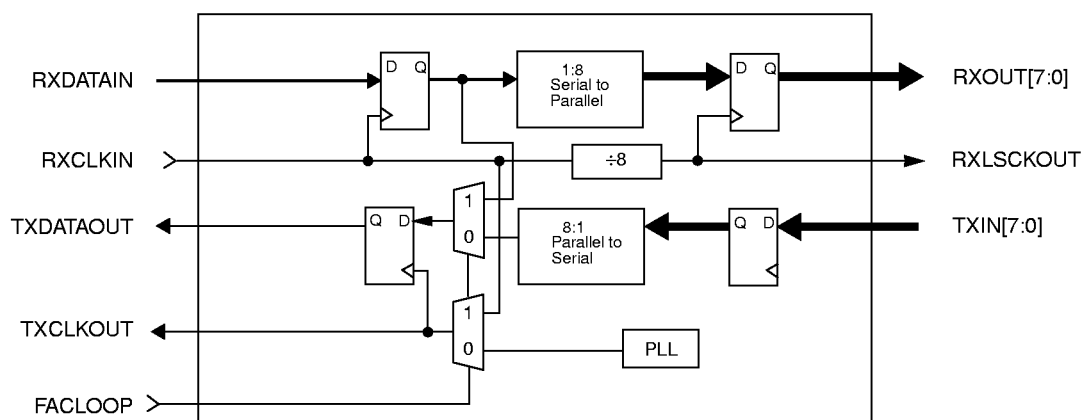 RXDATAIN
D Q
1:8
Serial to
Parallel
D Q
RXOUT[7:0]
RXCLKIN
÷8
RXLSCKOUT
TXDATAOUT
Q D
1
0
8:1
Parallel to
Serial
Q D
TXIN[7:0]
TXCLKOUT
1
0
PLL
FACLOOP